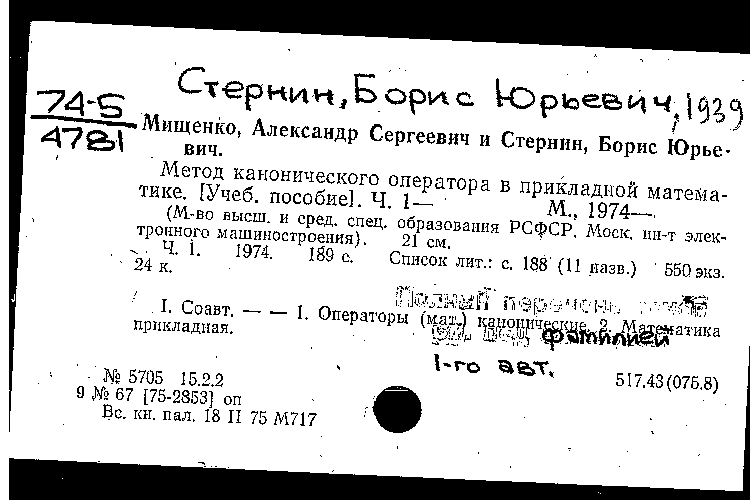 Стернин, Борис Юрьевич, 1939
74-5
4781
Мищенко, Александр Сергеевич и Стернин, Борис Юрье-
вич.
Метод канонического оператора в прикладной матема-
тике. [Учеб. пособие]. Ч. 1— М., 1974—.
(М-во высш. и сред. спец. образования РСФСР. Моск. ин-т элек-
тронного машиностроения). 21 см.
Ч. 1. 1974. 189 с. Список лит.: с. 188 (11 назв.) 550 экз.
24 к.
Полный перечень
I. Соавт. — — 1. Операторы (мат.) канонические. 2. Математика
прикладная.
под фамилией
1-го авт.
517.43(075.8)
№ 5705 15.2.2
9 № 67 [75-2853] оп
Вс. кн. пал. 18 II 75 М717